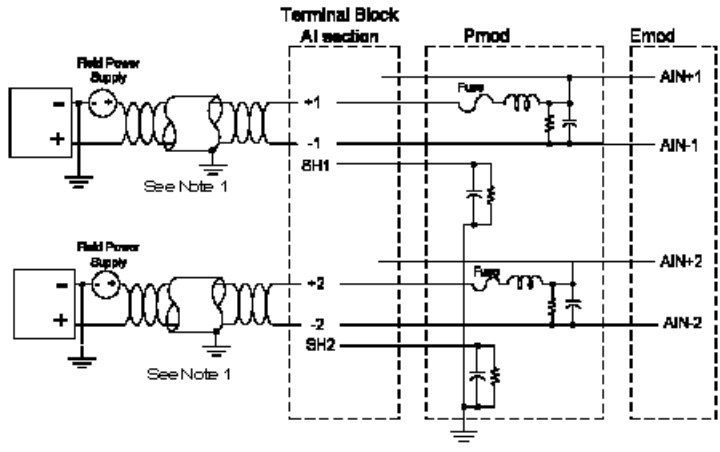 Terminal Block
AI section
Pmod
Emod
Field Power
Supply
Fuse
AIN+1
- 
+
+1
-1
AIN-1
SH1
See Note 1
Field Power
Supply
Fuse
AIN+2
-
+
+2
-2
AIN-2
SH2
See Note 1